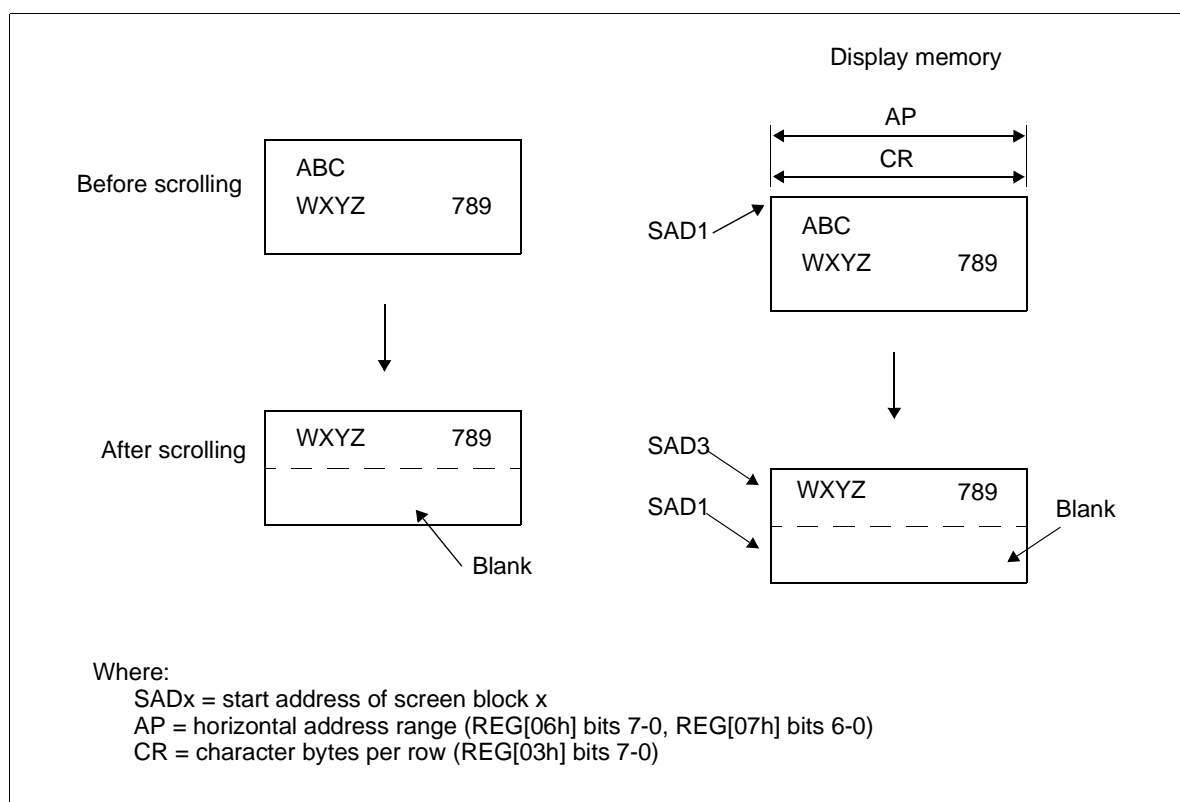 Display memory
AP
CR
Before scrolling
ABC
WXYZ 789
SAD1
ABC
WXYZ 789
After scrolling
WXYZ 789
Blank
SAD3
SAD1
WXYZ 789
Blank
Where:
SADx = start address of screen block x
AP = horizontal address range (REG[06h] bits 7-0, REG[07h] bits 6-0)
CR = character bytes per row (REG[03h] bits 7-0)